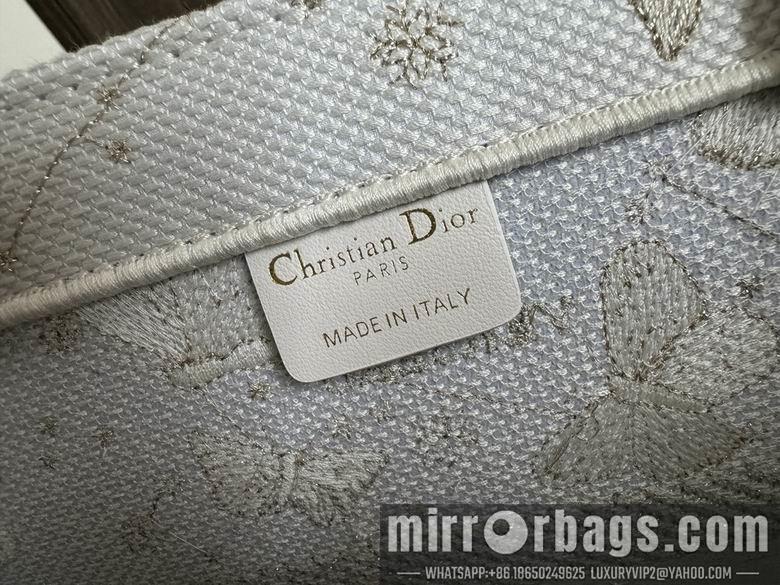 Christian Dior
PARIS
MADE IN ITALY
mirrorbags.com
WHATSAPP:+86 18650249625 LUXURYVIP2@YAHOO.COM